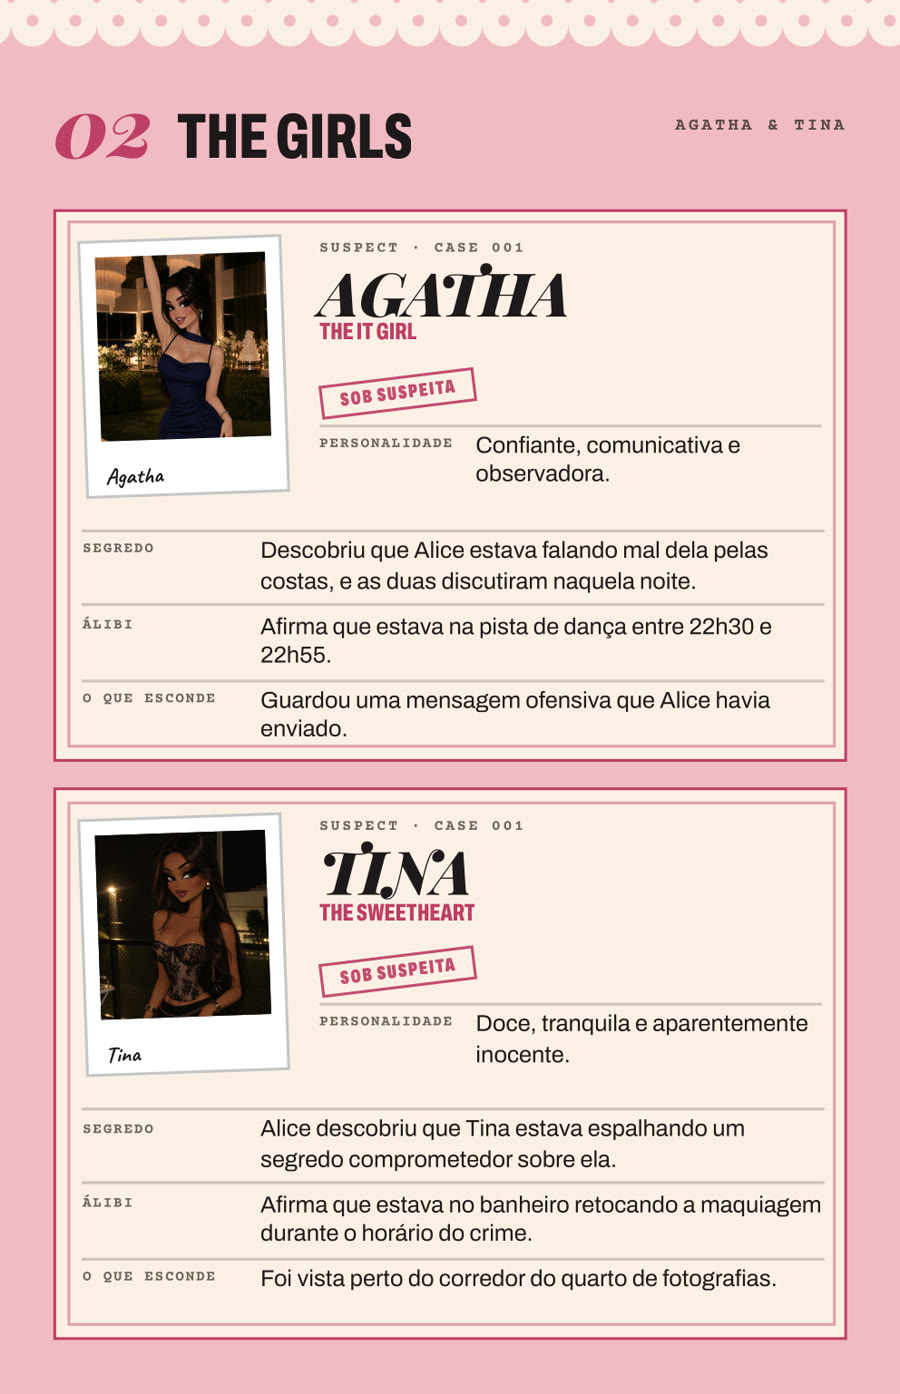 02 THE GIRLS
AGATHA & TINA
SUSPECT · CASE 001
AGATHA
THE IT GIRL
SOB SUSPEITA
PERSONALIDADE Confiante, comunicativa e
observadora.
Agatha
SEGREDO Descobriu que Alice estava falando mal dela pelas
costas, e as duas discutiram naquela noite.
ÁLIBI Afirma que estava na pista de dança entre 22h30 e
22h55.
O QUE ESCONDE Guardou uma mensagem ofensiva que Alice havia
enviado.
SUSPECT · CASE 001
TINA
THE SWEETHEART
SOB SUSPEITA
PERSONALIDADE Doce, tranquila e aparentemente
inocente.
Tina
SEGREDO Alice descobriu que Tina estava espalhando um
segredo comprometedor sobre ela.
ÁLIBI Afirma que estava no banheiro retocando a maquiagem
durante o horário do crime.
O QUE ESCONDE Foi vista perto do corredor do quarto de fotografias.